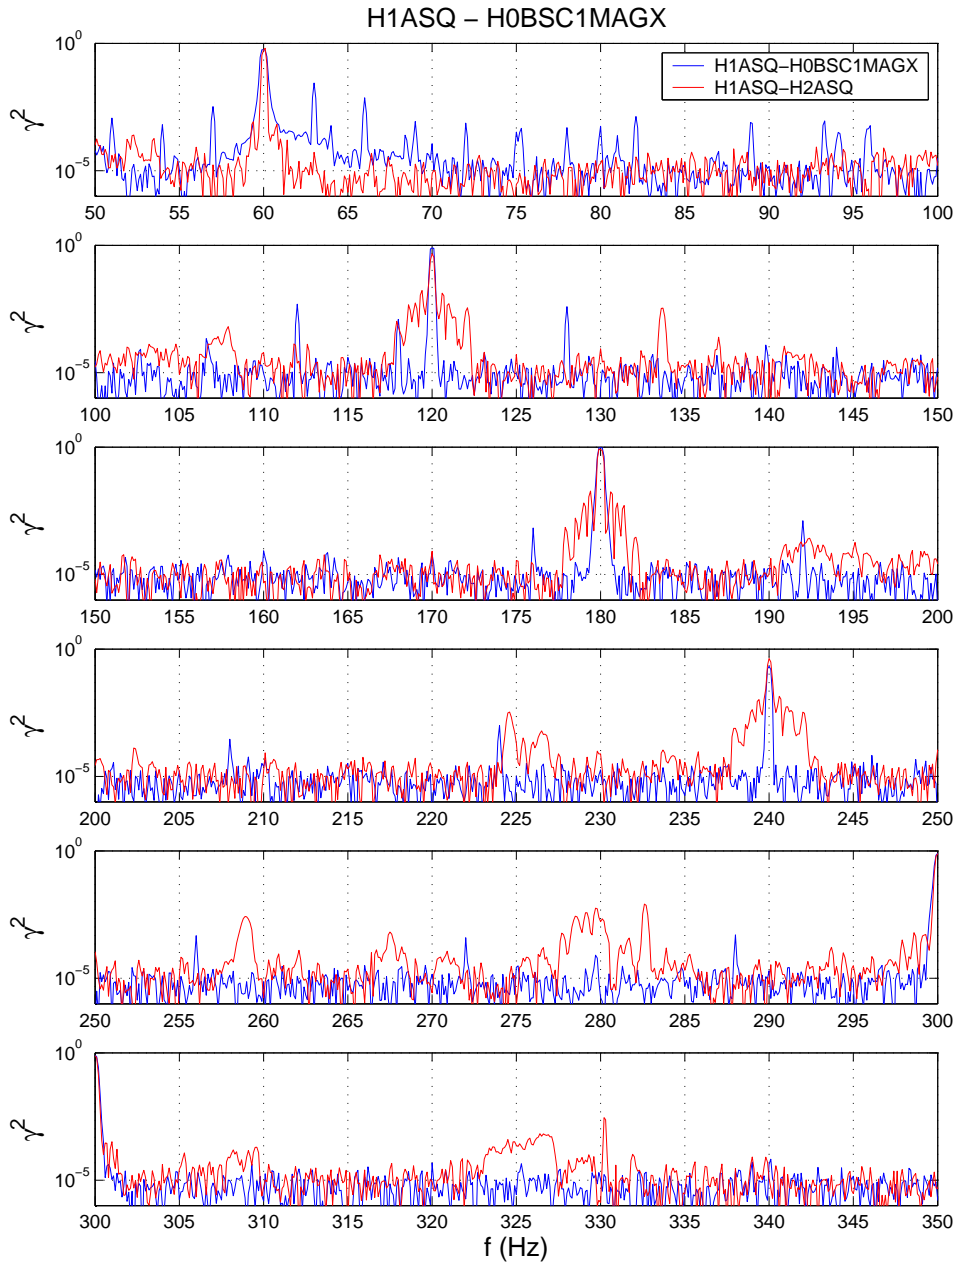 H1ASQ − H0BSC1MAGX
H1ASQ−H0BSC1MAGX
H1ASQ−H2ASQ
10^0
10^-5
γ^2
50 55 60 65 70 75 80 85 90 95 100
10^0
10^-5
γ^2
100 105 110 115 120 125 130 135 140 145 150
10^0
10^-5
γ^2
150 155 160 165 170 175 180 185 190 195 200
10^0
10^-5
γ^2
200 205 210 215 220 225 230 235 240 245 250
10^0
10^-5
γ^2
250 255 260 265 270 275 280 285 290 295 300
10^0
10^-5
γ^2
300 305 310 315 320 325 330 335 340 345 350
f (Hz)